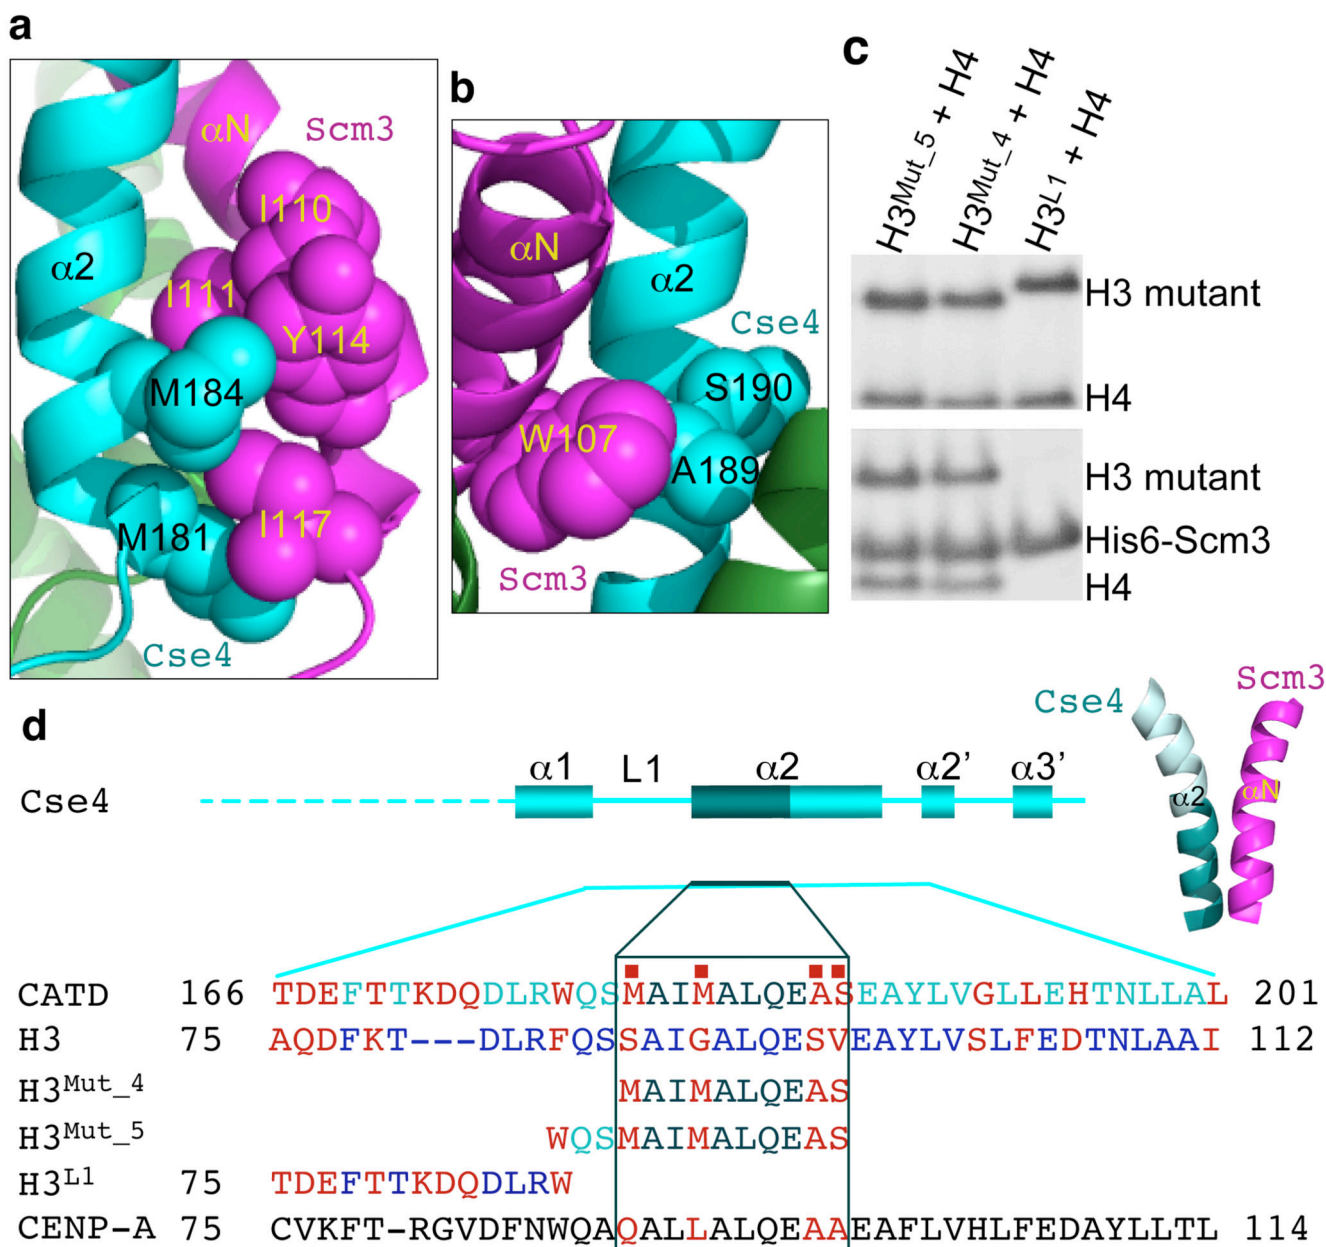 a
αN
Scm3
I110
α2
I111
Y114
M184
M181
I117
Cse4
b
αN
α2
Cse4
S190
W107
A189
Scm3
c
H3Mut_5 + H4
H3Mut_4 + H4
H3L1 + H4
H3 mutant
H4
H3 mutant
His6-Scm3
H4
d
Cse4
Scm3
α2
αN
α1 L1 α2 α2’ α3’
Cse4
CATD 166 TDEFTTKDQDLRWQSMAIMALQEASEAYLVGLLEHTNLLAL 201
H3 75 AQDFKT---DLRFQSSAIGALQESVEAYLVSLFEDTNLAAI 112
H3Mut_4 MAIMALQEAS
H3Mut_5 WQSMAIMALQEAS
H3L1 75 TDEFTTKDQDLRW
CENP-A 75 CVKFT-RGVDFNWQAQALLALQEAAEAFLVHLFEDAYLLTL 114